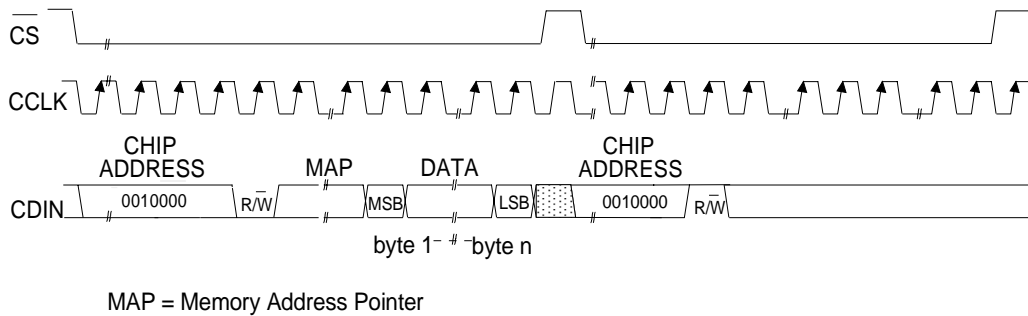 CS
CCLK
CHIP
ADDRESS
MAP
DATA
CHIP
ADDRESS
CDIN
0010000
R/W
MSB
LSB
0010000
R/W
byte 1
byte n
MAP = Memory Address Pointer